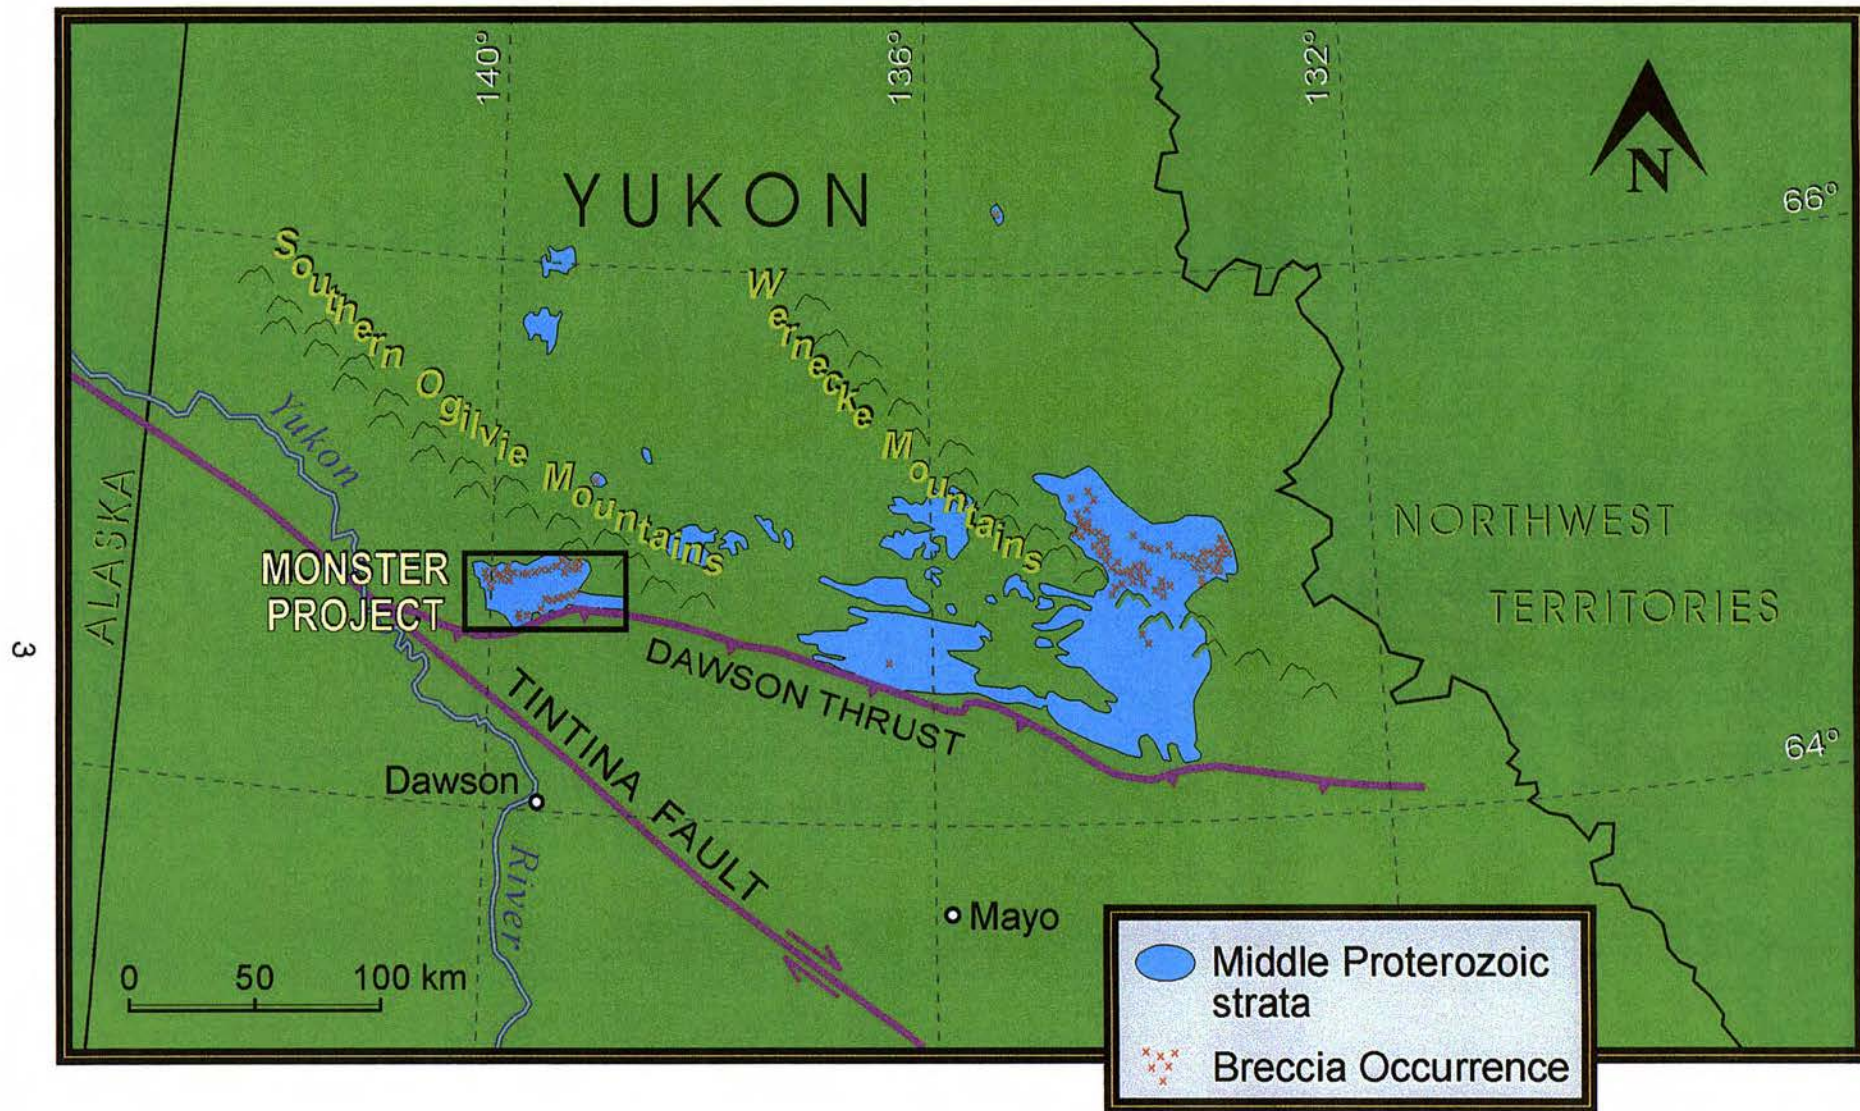 140°
136°
132°
N
66°
YUKON
Southern Ogilvie Mountains
Wernecke Mountains
Yukon
ALASKA
NORTHWEST
TERRITORIES
MONSTER
PROJECT
3
DAWSON THRUST
TINTINA FAULT
64°
Dawson
River
Mayo
0 50 100 km
Middle Proterozoic
strata
Breccia Occurrence